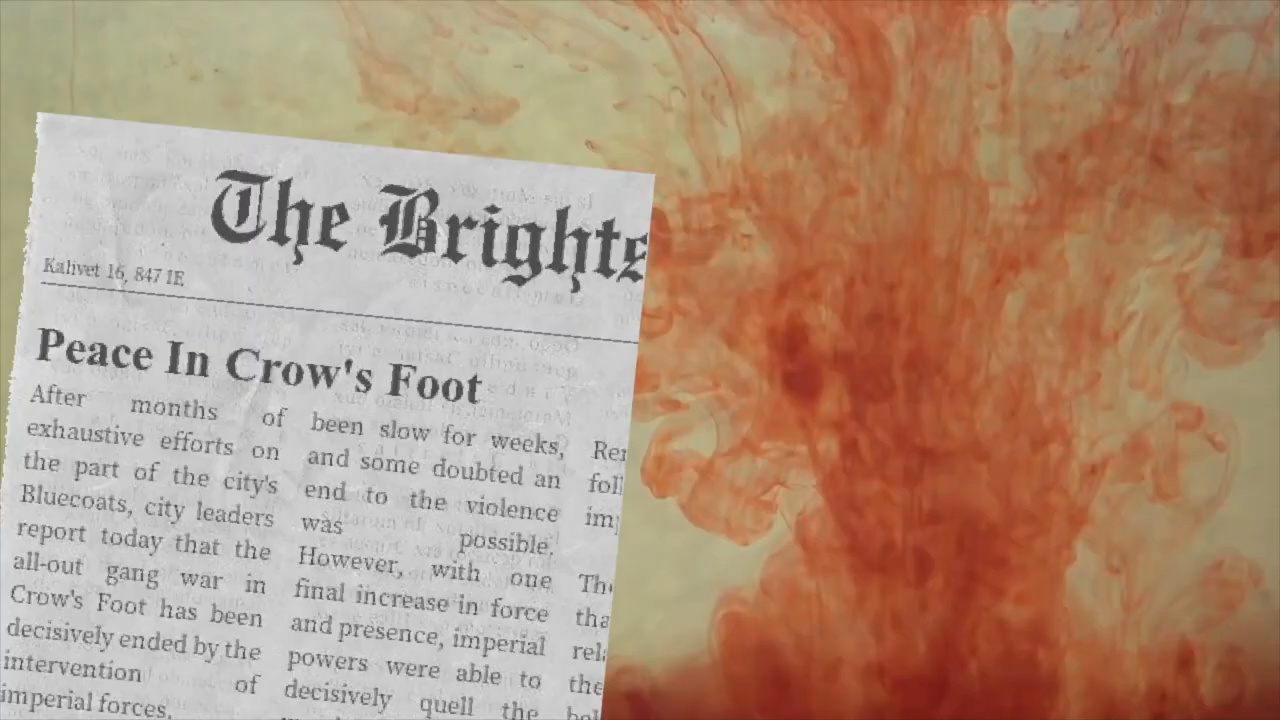 The Brights
Kalivet 16, 847 IE
Peace In Crow's Foot
After months of
exhaustive efforts on
the part of the city's
Bluecoats, city leaders
report today that the
all-out gang war in
Crow's Foot has been
decisively ended by the
intervention of
imperial forces.
been slow for weeks,
and some doubted an
end to the violence
was possible.
However, with one
final increase in force
and presence, imperial
powers were able to
decisively quell the